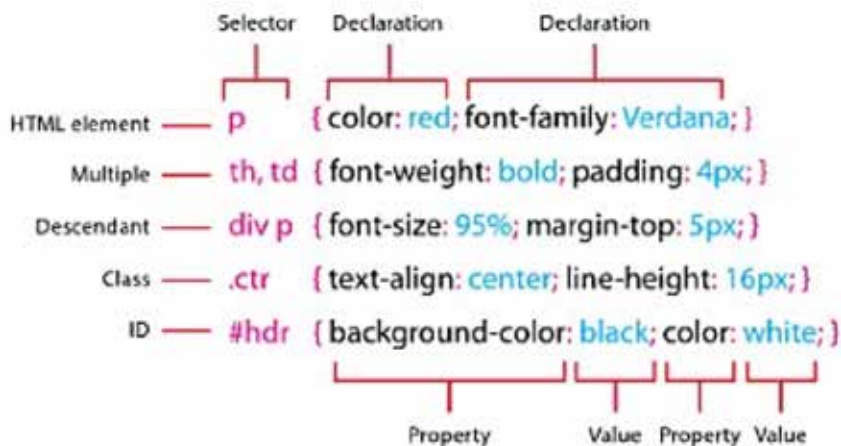 Selector Declaration Declaration
HTML element p { color: red; font-family: Verdana; }
Multiple th, td { font-weight: bold; padding: 4px; }
Descendant div p { font-size: 95%; margin-top: 5px; }
Class .ctr { text-align: center; line-height: 16px; }
ID #hdr { background-color: black; color: white; }
Property Value Property Value